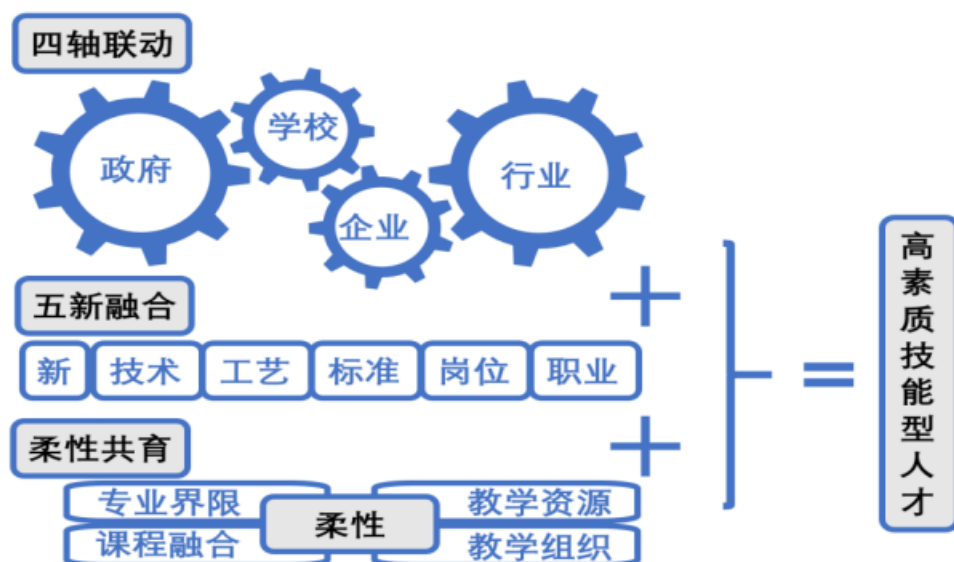 四轴联动
学校
政府
行业
企业
五新融合
新 技术 工艺 标准 岗位 职业
柔性共育
专业界限 教学资源
柔性
课程融合 教学组织
高素质技能型人才